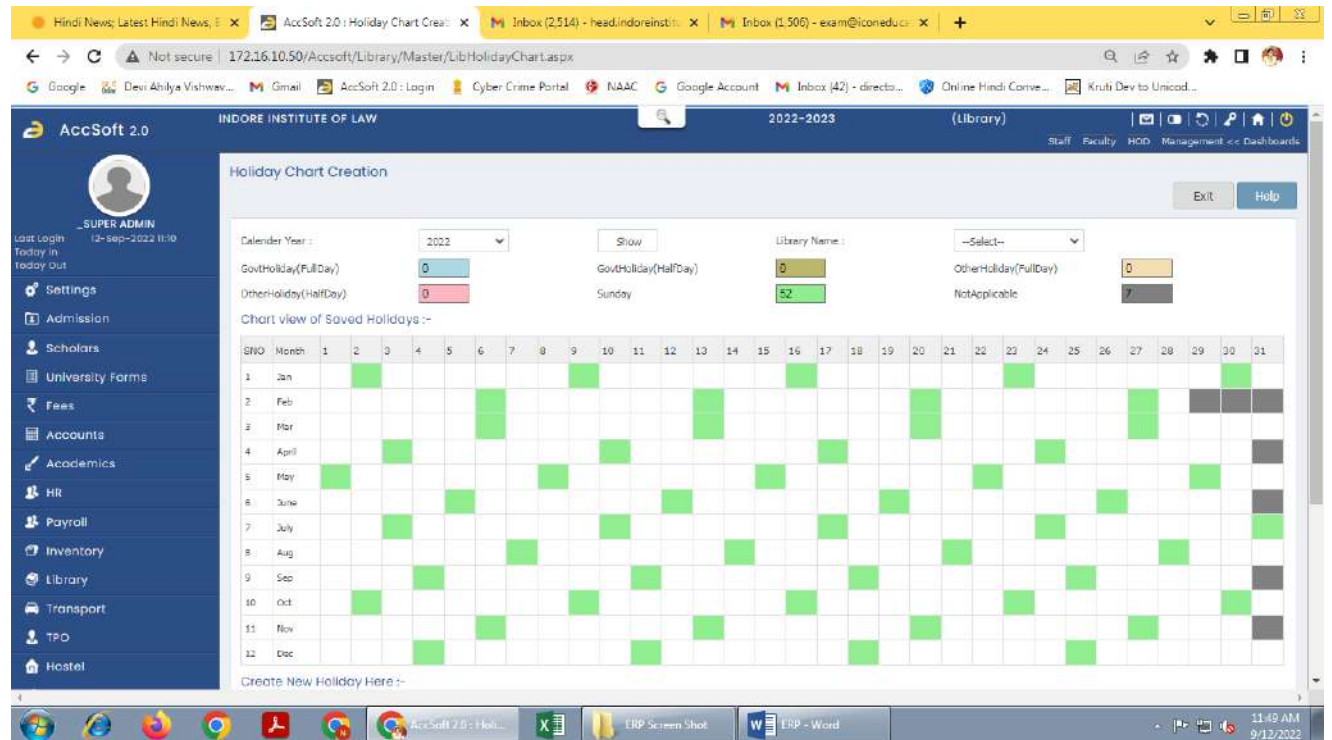 Hindi News; Latest Hindi News,
AccSoft 2.0 : Holiday Chart Creat
Inbox (2,514) - head.indoreinstitu
Inbox (1,506) - exam@iconeduca
Not secure | 172.16.10.50/Accsoft/Library/Master/LibHolidayChart.aspx
Google Devi Ahilya Vishwav... Gmail AccSoft 2.0 : Login Cyber Crime Portal NAAC Google Account Inbox (42) - directo... Online Hindi Conve... Kruti Dev to Unicod...
AccSoft 2.0
INDORE INSTITUTE OF LAW 2022-2023 (Library)
Staff Faculty HOD Management << Dashboards
_SUPER ADMIN
Last Login 12-Sep-2022 11:10
Today In
Today Out
Settings
Admission
Scholars
University Forms
Fees
Accounts
Academics
HR
Payroll
Inventory
Library
Transport
TPO
Hostel
Holiday Chart Creation
Exit Help
Calender Year : 2022 Show Library Name : --Select--
GovtHoliday(FullDay) 0 GovtHoliday(HalfDay) 0 OtherHoliday(FullDay) 0
OtherHoliday(HalfDay) 0 Sunday 52 NotApplicable 7
Chart view of Saved Holidays :-
SNO Month 1 2 3 4 5 6 7 8 9 10 11 12 13 14 15 16 17 18 19 20 21 22 23 24 25 26 27 28 29 30 31
1 Jan
2 Feb
3 Mar
4 April
5 May
6 June
7 July
8 Aug
9 Sep
10 Oct
11 Nov
12 Dec
Create New Holiday Here :-
AccSoft 2.0 : Holi...
ERP Screen Shot
ERP - Word
11:49 AM
9/12/2022